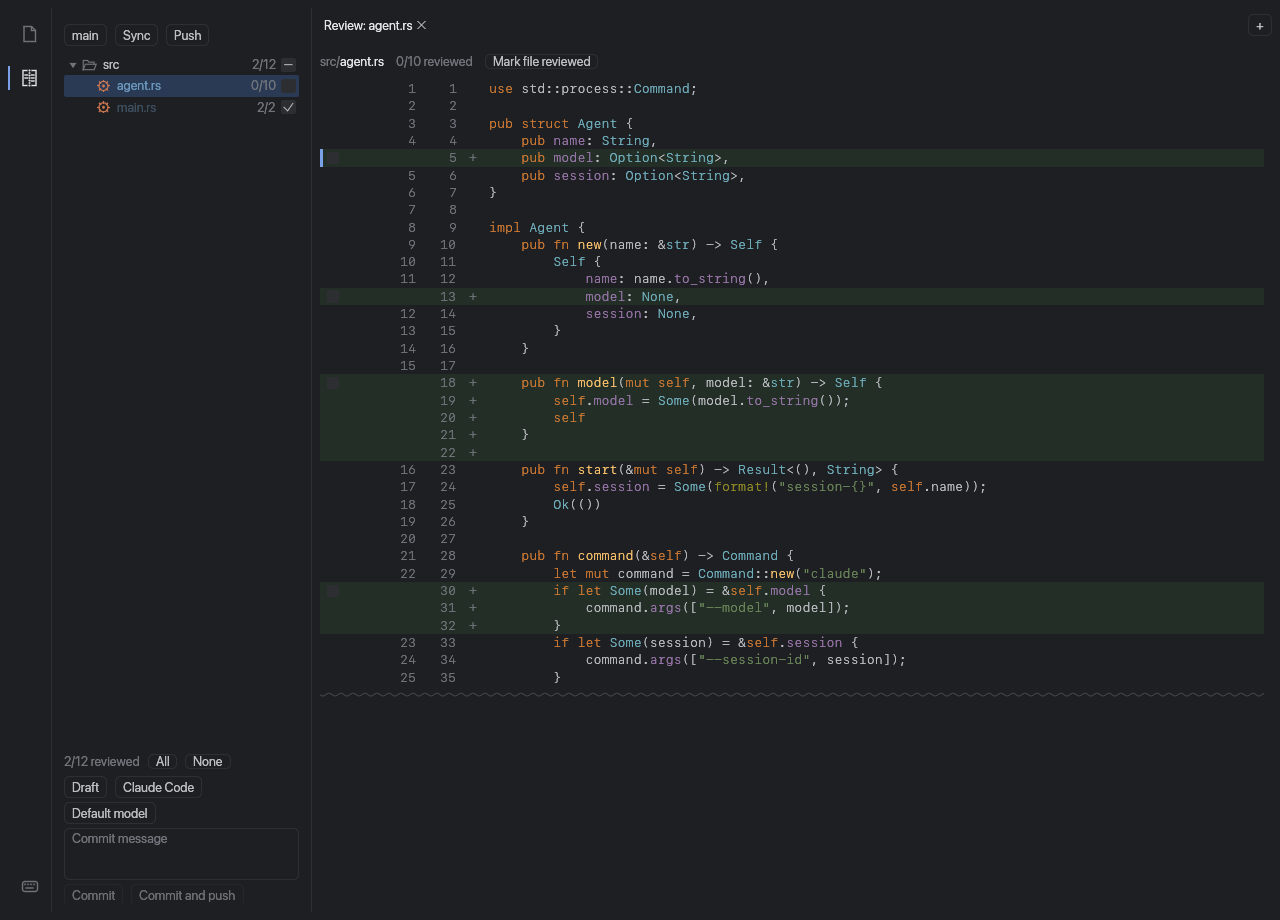 main Sync Push
src 2/12
agent.rs 0/10
main.rs 2/2
2/12 reviewed All None
Draft Claude Code
Default model
Commit message
Commit Commit and push
Review: agent.rs
+
src/agent.rs 0/10 reviewed Mark file reviewed
1 1 use std::process::Command;
2 2
3 3 pub struct Agent {
4 4 pub name: String,
5 + pub model: Option<String>,
5 6 pub session: Option<String>,
6 7 }
7 8
8 9 impl Agent {
9 10 pub fn new(name: &str) -> Self {
10 11 Self {
11 12 name: name.to_string(),
13 + model: None,
12 14 session: None,
13 15 }
14 16 }
15 17
18 + pub fn model(mut self, model: &str) -> Self {
19 + self.model = Some(model.to_string());
20 + self
21 + }
22 +
16 23 pub fn start(&mut self) -> Result<(), String> {
17 24 self.session = Some(format!("session-{}", self.name));
18 25 Ok(())
19 26 }
20 27
21 28 pub fn command(&self) -> Command {
22 29 let mut command = Command::new("claude");
30 + if let Some(model) = &self.model {
31 + command.args(["--model", model]);
32 + }
23 33 if let Some(session) = &self.session {
24 34 command.args(["--session-id", session]);
25 35 }